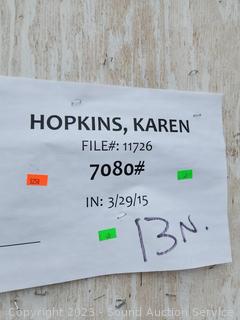 HOPKINS, KAREN
FILE#: 11726
7080#
IN: 3/29/15
13N.
Copyright 2023 - Sound Auction Service